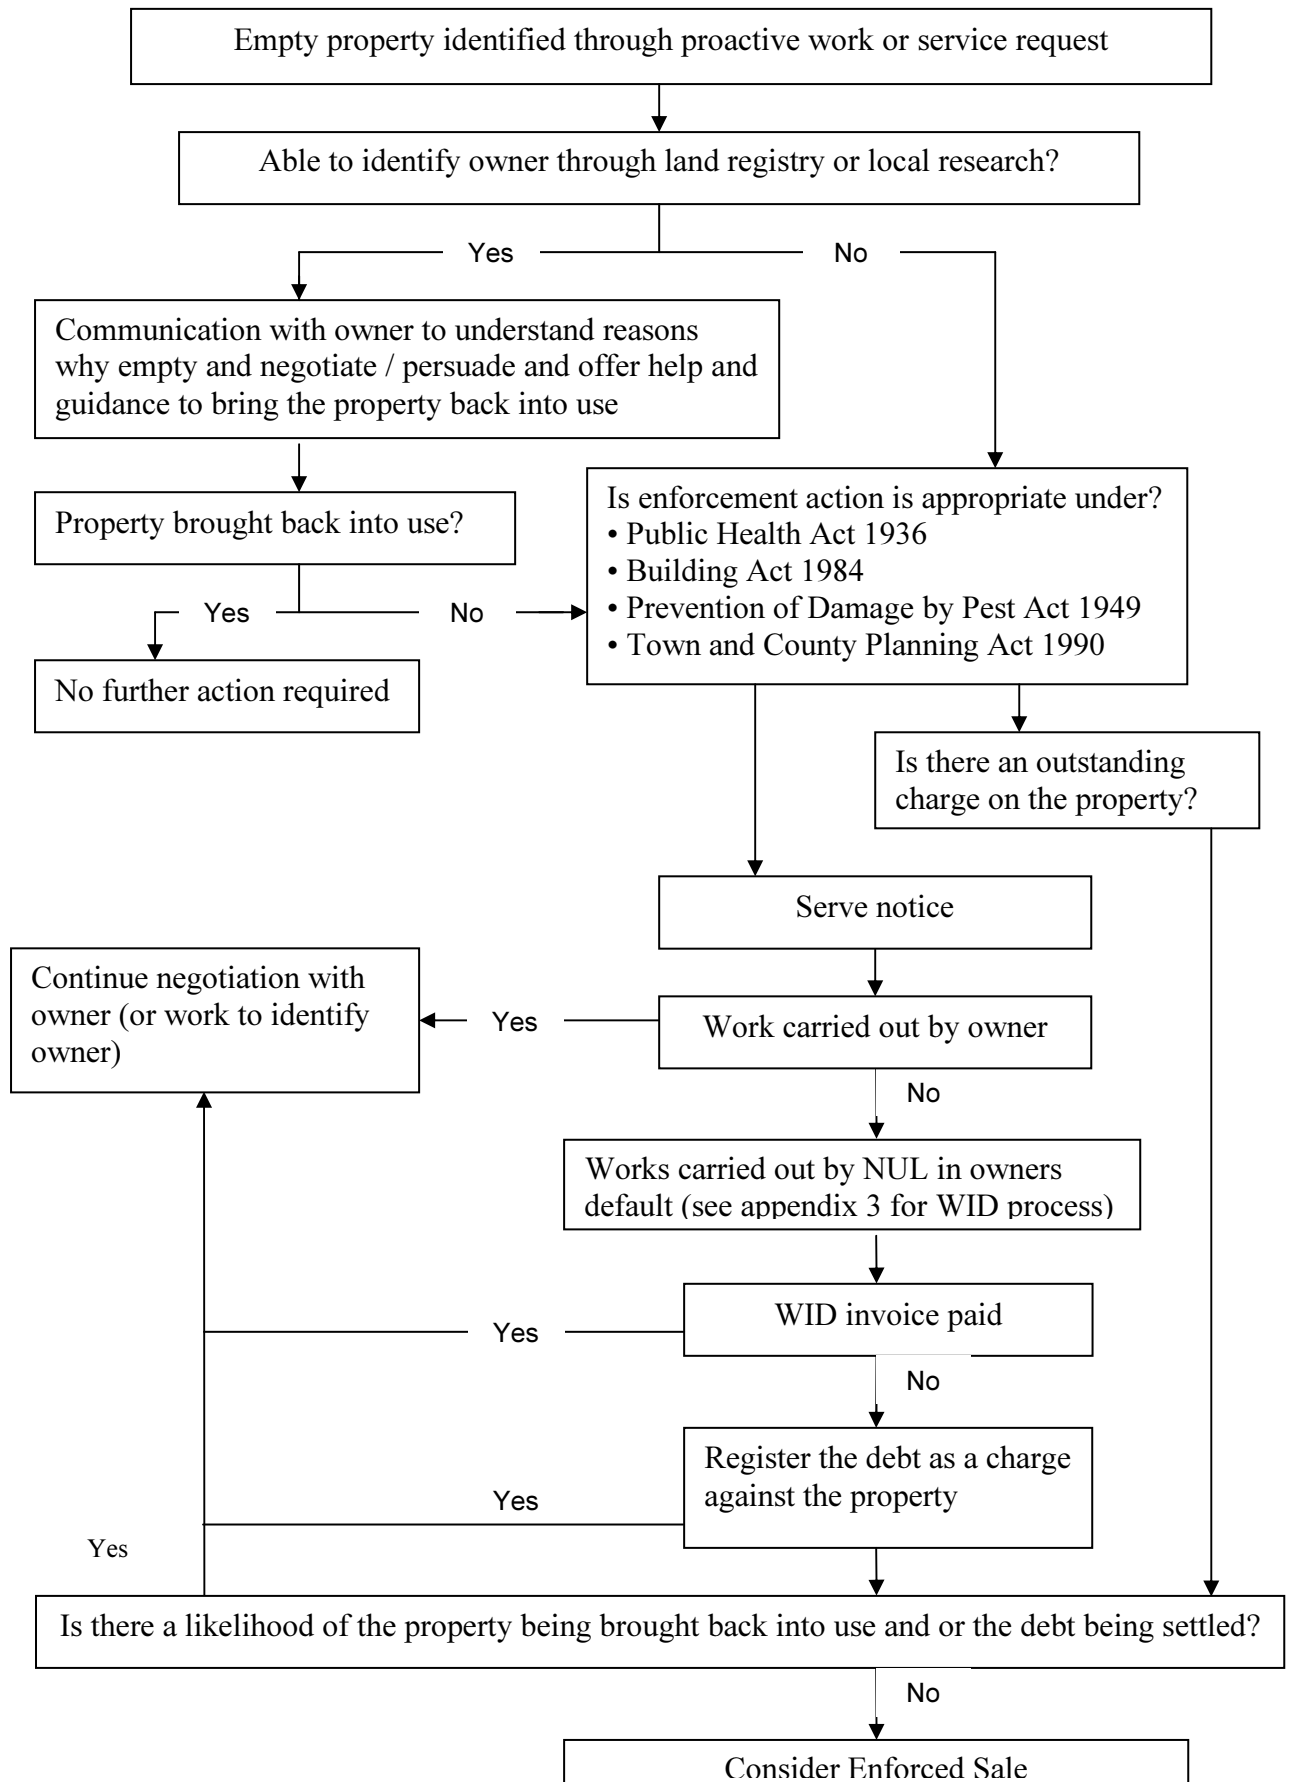 Empty property identified through proactive work or service request
Able to identify owner through land registry or local research?
Yes
No
Communication with owner to understand reasons
why empty and negotiate / persuade and offer help and
guidance to bring the property back into use
Property brought back into use?
Is enforcement action is appropriate under?
• Public Health Act 1936
• Building Act 1984
• Prevention of Damage by Pest Act 1949
• Town and County Planning Act 1990
Yes
No
No further action required
Is there an outstanding
charge on the property?
Serve notice
Continue negotiation with
owner (or work to identify
owner)
Yes
Work carried out by owner
No
Works carried out by NUL in owners
default (see appendix 3 for WID process)
WID invoice paid
Yes
No
Register the debt as a charge
against the property
Yes
Yes
Is there a likelihood of the property being brought back into use and or the debt being settled?
No
Consider Enforced Sale